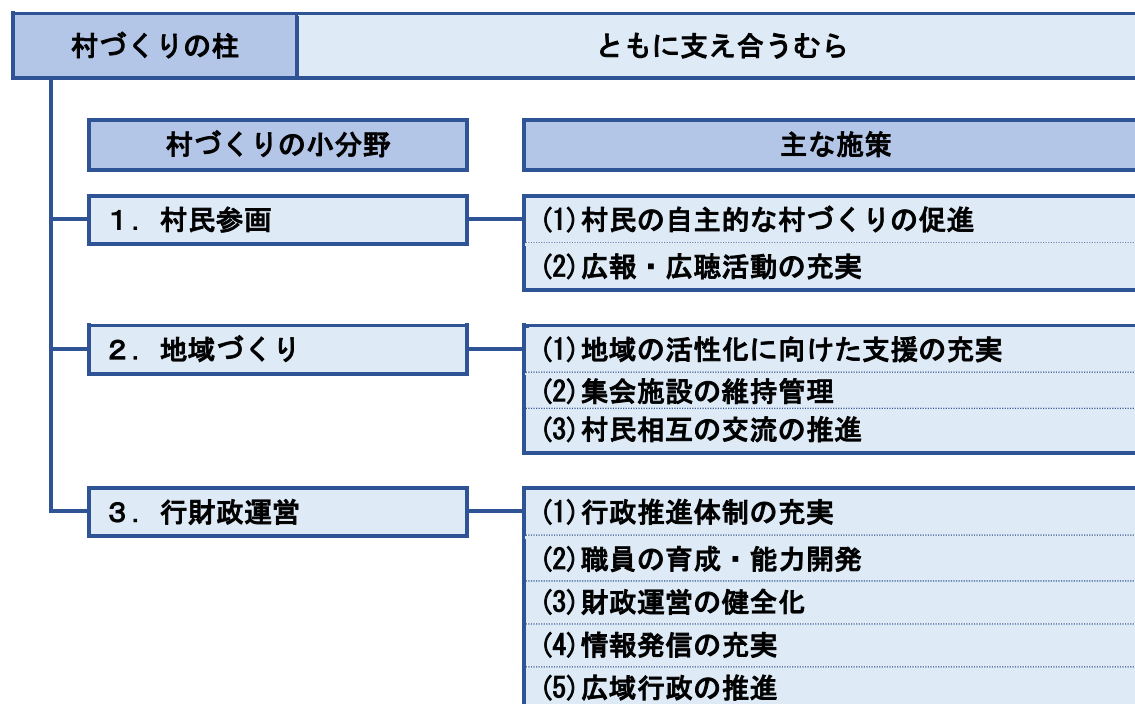 村づくりの柱 ともに支え合うむら
村づくりの小分野 主な施策
１．村民参画 (1)村民の自主的な村づくりの促進
(2)広報・広聴活動の充実
２．地域づくり (1)地域の活性化に向けた支援の充実
(2)集会施設の維持管理
(3)村民相互の交流の推進
３．行財政運営 (1)行政推進体制の充実
(2)職員の育成・能力開発
(3)財政運営の健全化
(4)情報発信の充実
(5)広域行政の推進